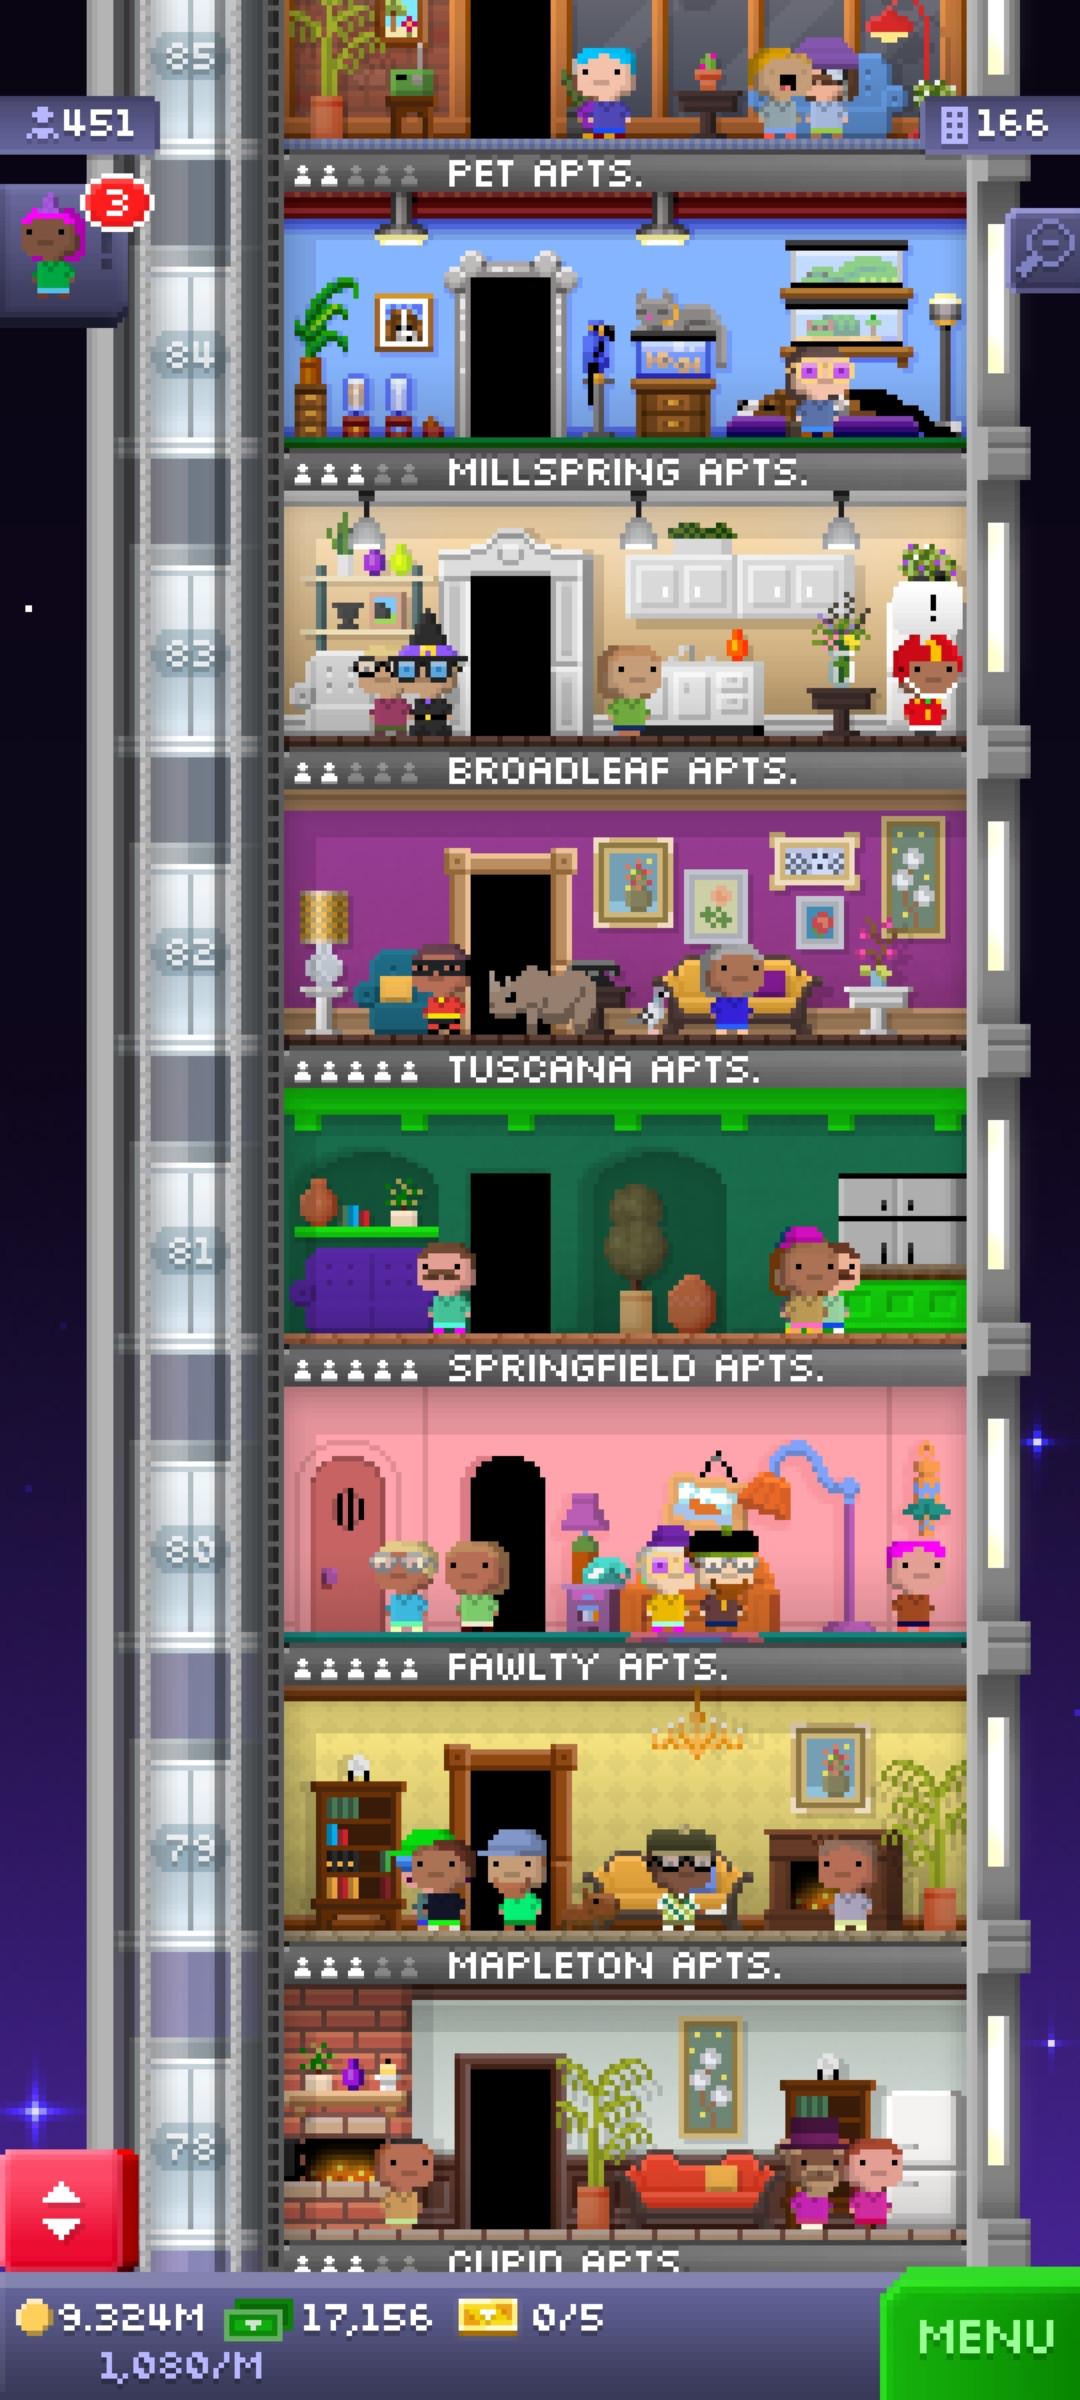 85
451
166
PET APTS.
3
84
MILLSPRING APTS.
83
!
BROADLEAF APTS.
82
TUSCANA APTS.
81
SPRINGFIELD APTS.
80
FAWLTY APTS.
79
MAPLETON APTS.
78
CUPID APTS.
9.324M 17,156 0/5
1,080/M
MENU